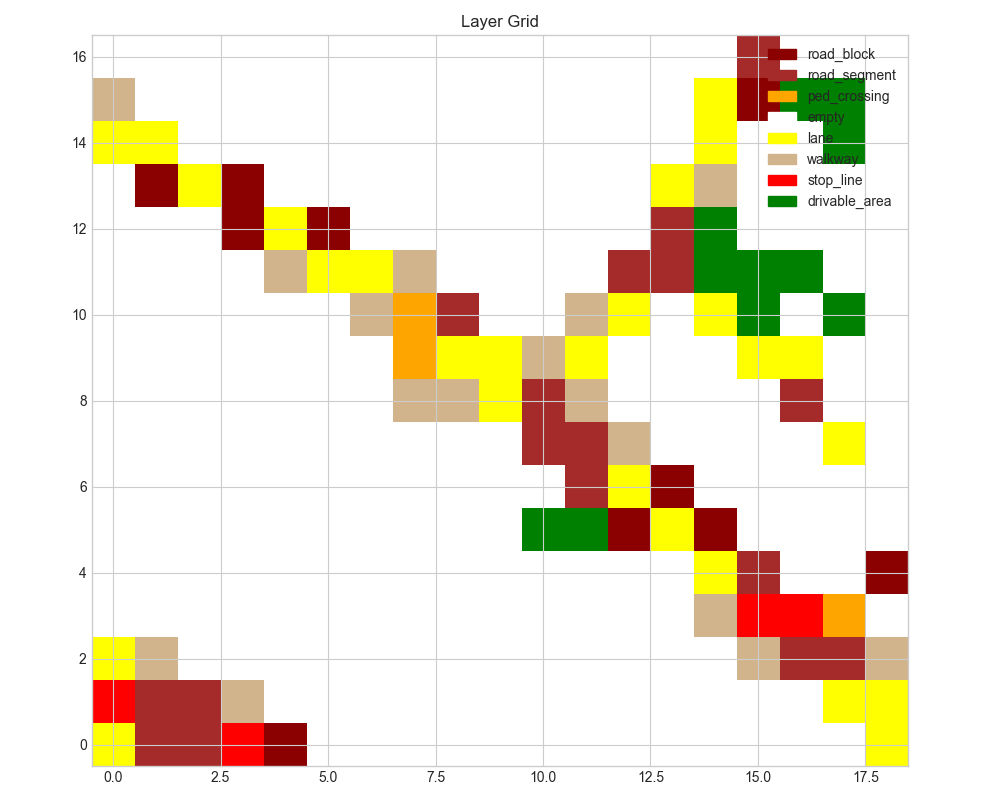 Layer Grid
16
14
12
10
8
6
4
2
0
road_block
road_segment
ped_crossing
empty
lane
walkway
stop_line
drivable_area
0.0 2.5 5.0 7.5 10.0 12.5 15.0 17.5